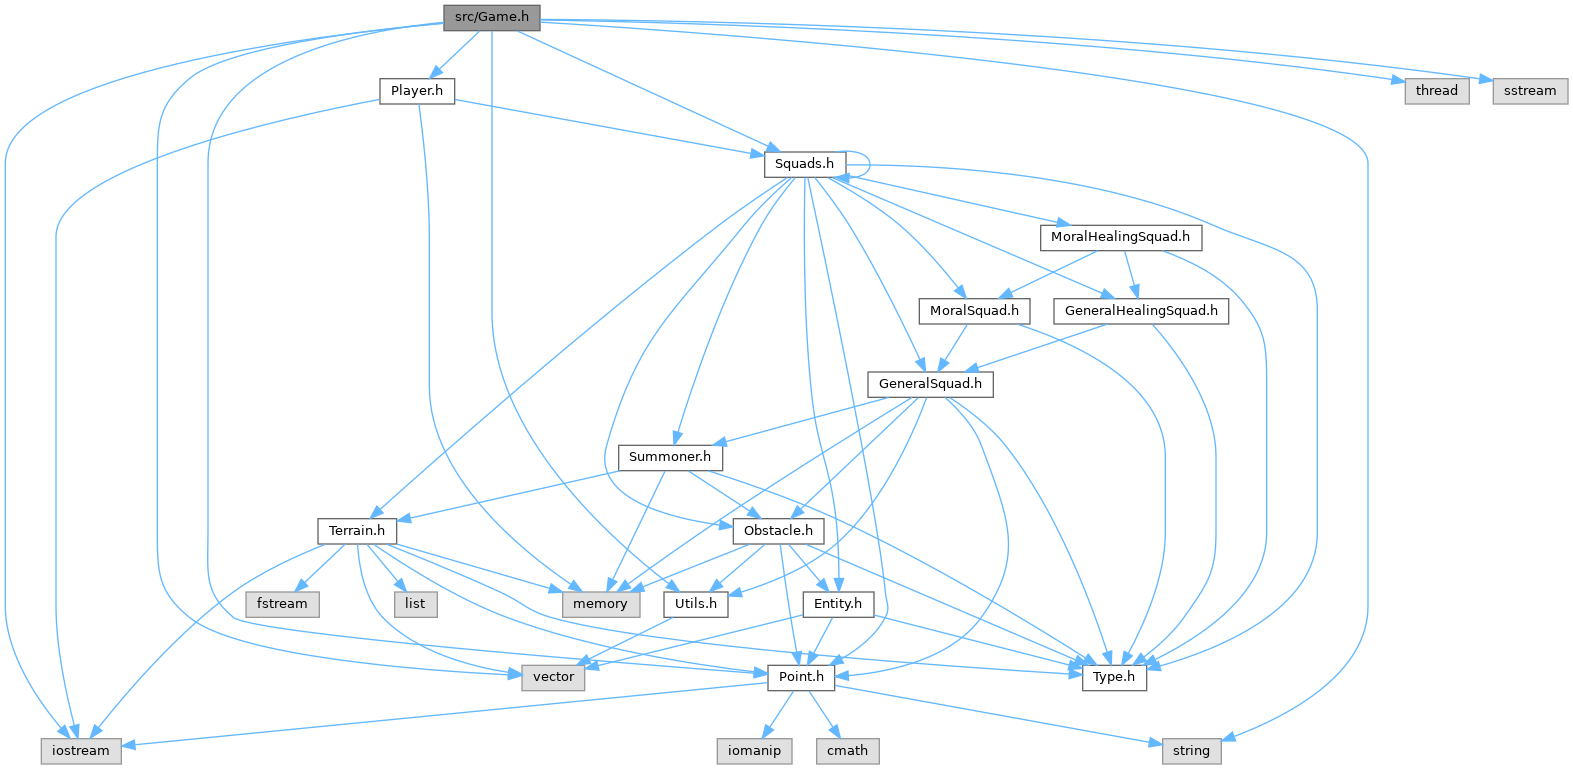 src/Game.h
Player.h
thread
sstream
Squads.h
MoralHealingSquad.h
MoralSquad.h
GeneralHealingSquad.h
GeneralSquad.h
Summoner.h
Terrain.h
Obstacle.h
fstream
list
memory
Utils.h
Entity.h
vector
Point.h
Type.h
iostream
iomanip
cmath
string